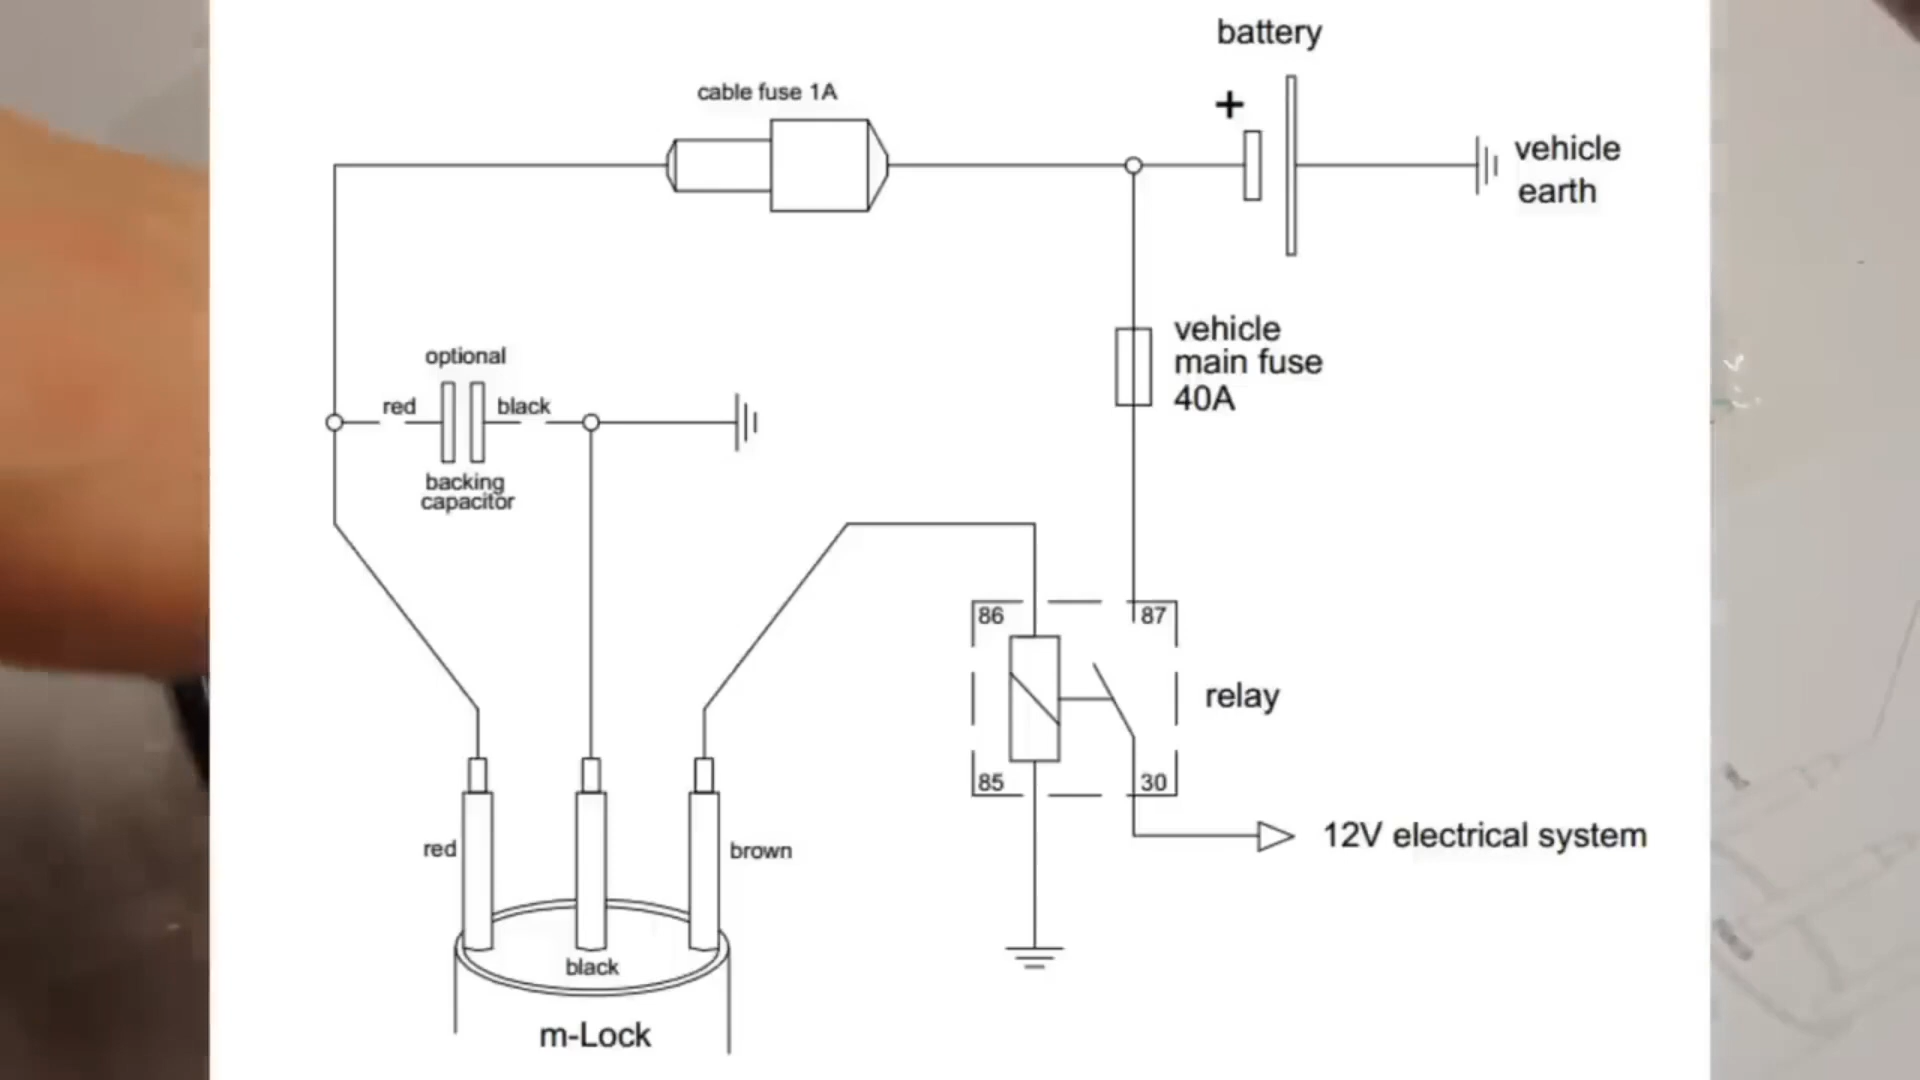 battery
cable fuse 1A
+
vehicle
earth
vehicle
main fuse
40A
optional
red
black
backing
capacitor
86
87
relay
85
30
12V electrical system
red
brown
black
m-Lock